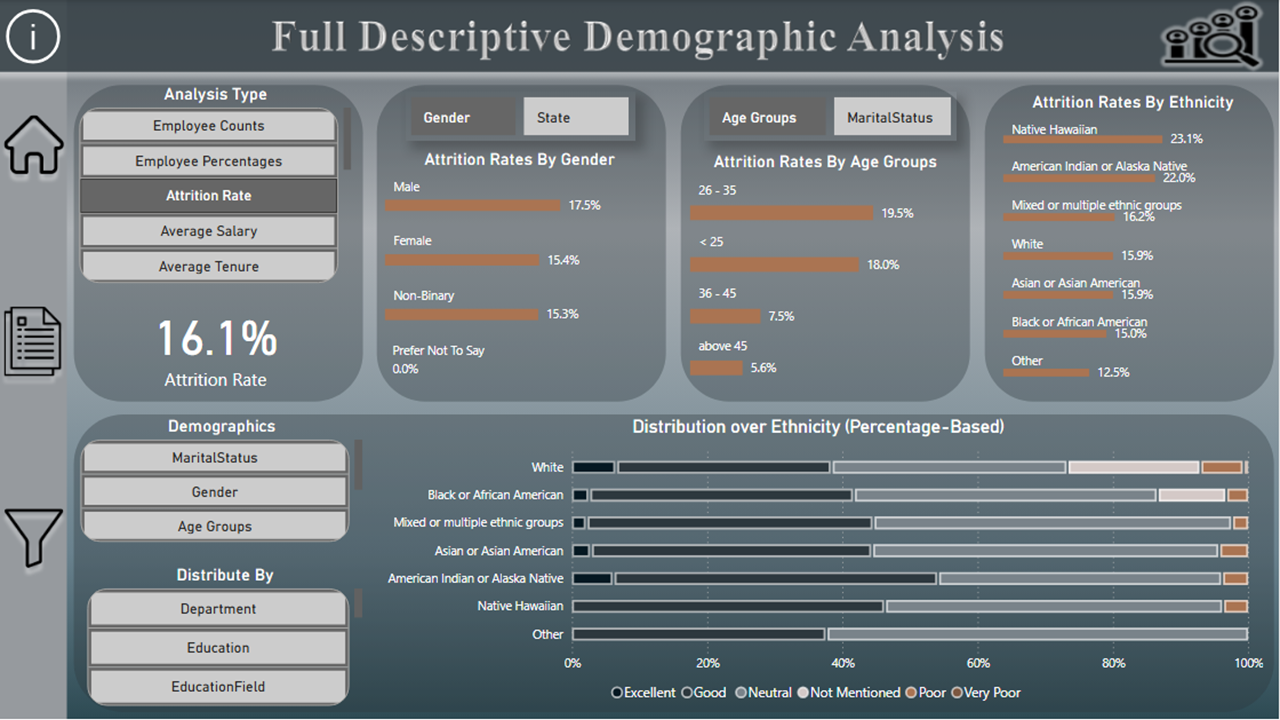 i
Full Descriptive Demographic Analysis
Analysis Type
Employee Counts
Employee Percentages
Attrition Rate
Average Salary
Average Tenure
16.1%
Attrition Rate
Gender
State
Attrition Rates By Gender
Male
17.5%
Female
15.4%
Non-Binary
15.3%
Prefer Not To Say
0.0%
Age Groups
MaritalStatus
Attrition Rates By Age Groups
26 - 35
19.5%
< 25
18.0%
36 - 45
7.5%
above 45
5.6%
Attrition Rates By Ethnicity
Native Hawaiian
23.1%
American Indian or Alaska Native
22.0%
Mixed or multiple ethnic groups
16.2%
White
15.9%
Asian or Asian American
15.9%
Black or African American
15.0%
Other
12.5%
Demographics
MaritalStatus
Gender
Age Groups
Distribute By
Department
Education
EducationField
Distribution over Ethnicity (Percentage-Based)
White
Black or African American
Mixed or multiple ethnic groups
Asian or Asian American
American Indian or Alaska Native
Native Hawaiian
Other
0% 20% 40% 60% 80% 100%
Excellent Good Neutral Not Mentioned Poor Very Poor